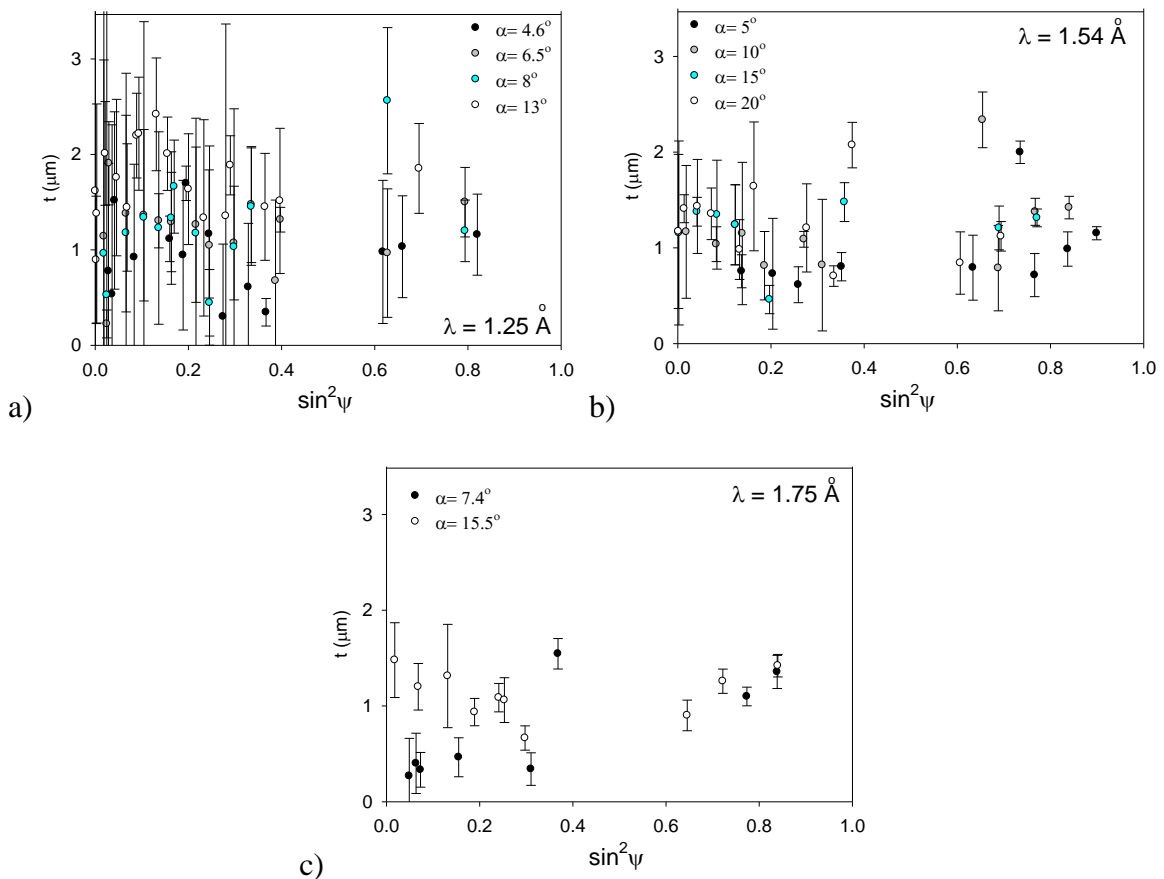 3
2
1
0
t (μm)
α= 4.6°
α= 6.5°
α= 8°
α= 13°
λ = 1.25 Å
0.0 0.2 0.4 0.6 0.8 1.0
sin²ψ
a)
3
2
1
0
t (μm)
α= 5°
α= 10°
α= 15°
α= 20°
λ = 1.54 Å
0.0 0.2 0.4 0.6 0.8 1.0
sin²ψ
b)
3
2
1
0
t (μm)
α= 7.4°
α= 15.5°
λ = 1.75 Å
0.0 0.2 0.4 0.6 0.8 1.0
sin²ψ
c)